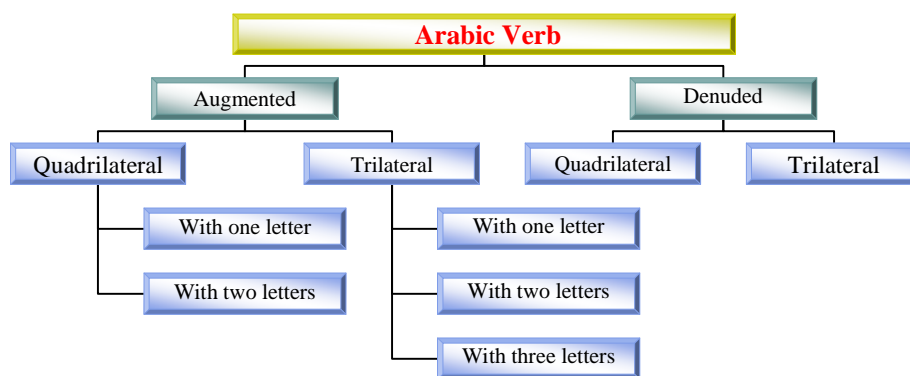 Arabic Verb
Augmented
Denuded
Quadrilateral
Trilateral
Quadrilateral
Trilateral
With one letter
With one letter
With two letters
With two letters
With three letters